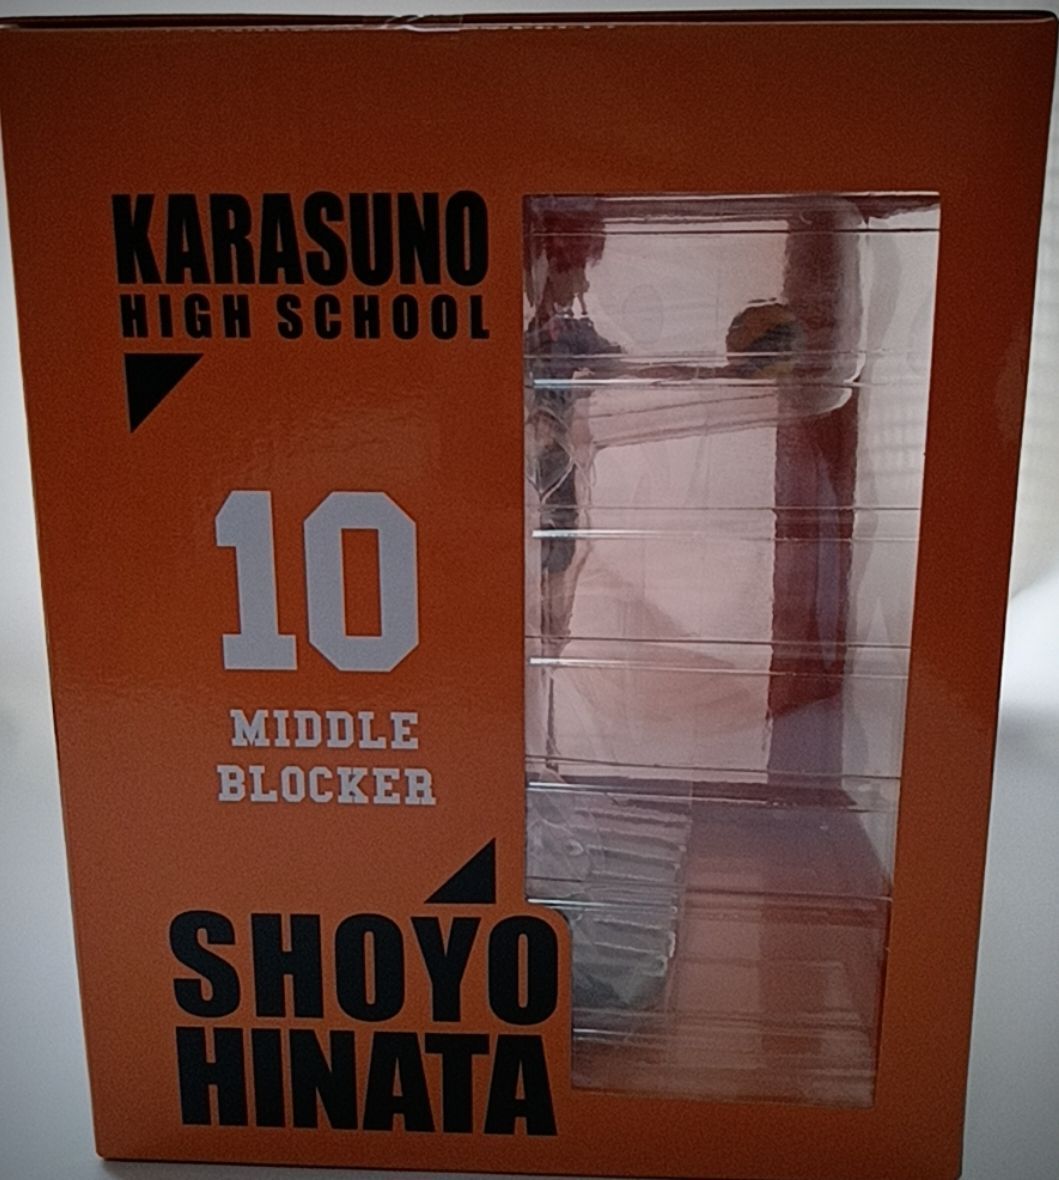 KARASUNO
HIGH SCHOOL
10
MIDDLE
BLOCKER
SHOYO
HINATA